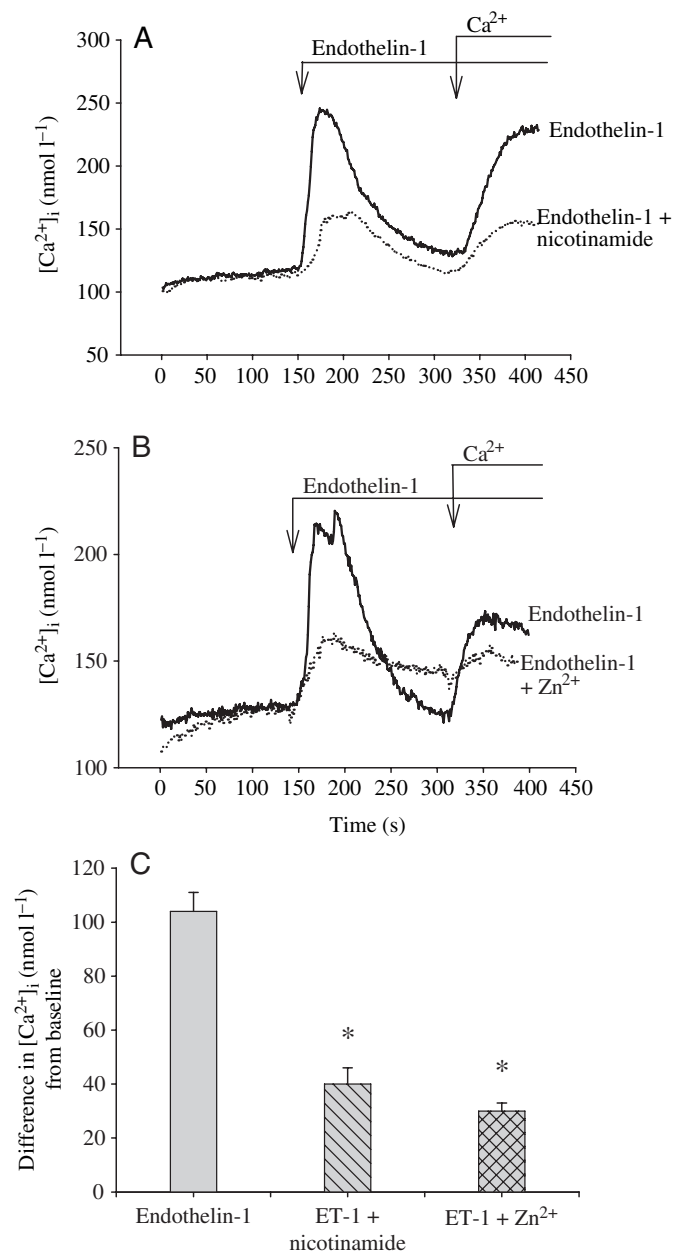 A
Ca²⁺
Endothelin-1
300
250
200
150
100
50
[Ca²⁺]ᵢ (nmol l⁻¹)
Endothelin-1
Endothelin-1 +
nicotinamide
0 50 100 150 200 250 300 350 400 450
B
Ca²⁺
Endothelin-1
250
200
150
100
[Ca²⁺]ᵢ (nmol l⁻¹)
Endothelin-1
Endothelin-1
+ Zn²⁺
0 50 100 150 200 250 300 350 400 450
Time (s)
C
120
100
80
60
40
20
0
Difference in [Ca²⁺]ᵢ (nmol l⁻¹)
from baseline
*
*
Endothelin-1
ET-1 +
nicotinamide
ET-1 + Zn²⁺